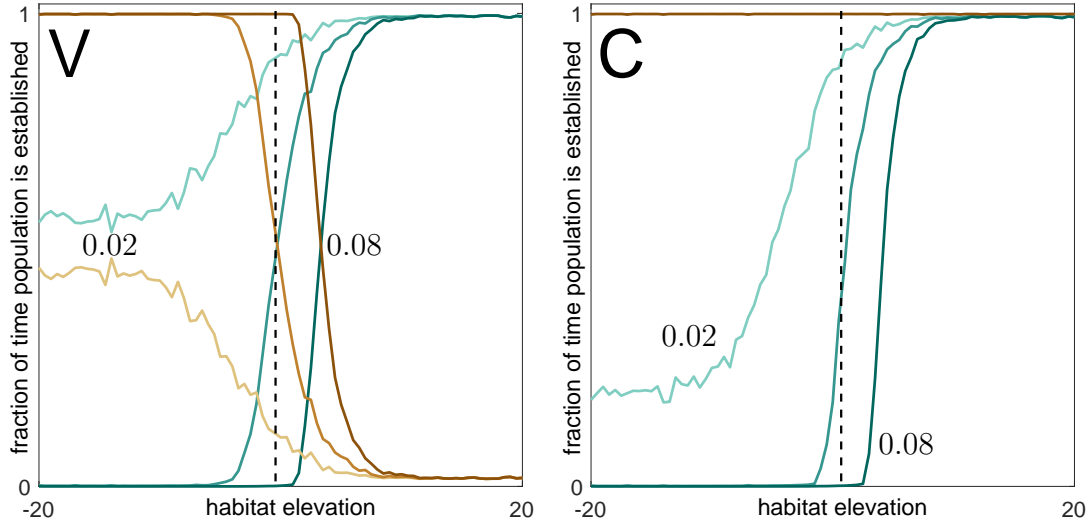 V
fraction of time population is established
1
0
0.02
0.08
-20
habitat elevation
20
C
fraction of time population is established
1
0
0.02
0.08
-20
habitat elevation
20